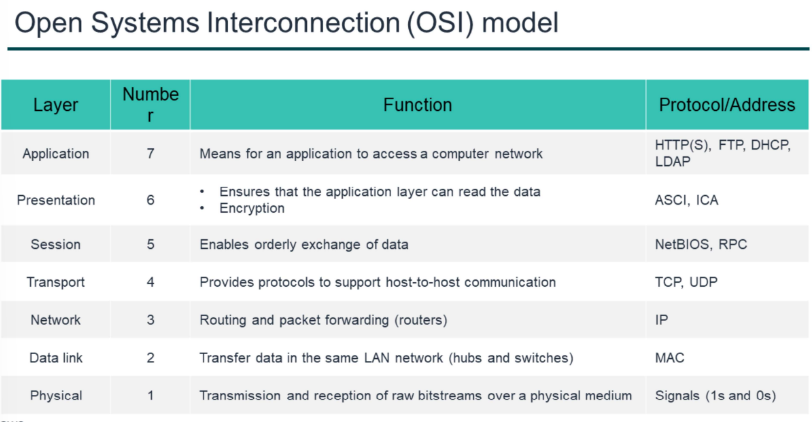 Open Systems Interconnection (OSI) model
Layer
Numbe
r
Function
Protocol/Address
Application
7
Means for an application to access a computer network
HTTP(S), FTP, DHCP,
LDAP
Presentation
6
• Ensures that the application layer can read the data
• Encryption
ASCI, ICA
Session
5
Enables orderly exchange of data
NetBIOS, RPC
Transport
4
Provides protocols to support host-to-host communication
TCP, UDP
Network
3
Routing and packet forwarding (routers)
IP
Data link
2
Transfer data in the same LAN network (hubs and switches)
MAC
Physical
1
Transmission and reception of raw bitstreams over a physical medium
Signals (1s and 0s)